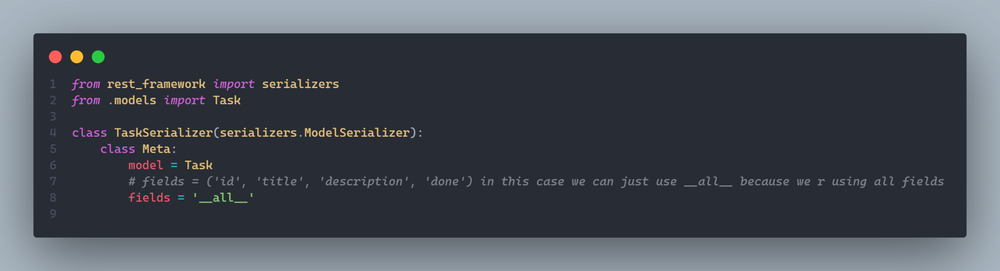 1 from rest_framework import serializers
2 from .models import Task
3
4 class TaskSerializer(serializers.ModelSerializer):
5     class Meta:
6         model = Task
7         # fields = ('id', 'title', 'description', 'done') in this case we can just use __all__ because we r using all fields
8         fields = '__all__'
9